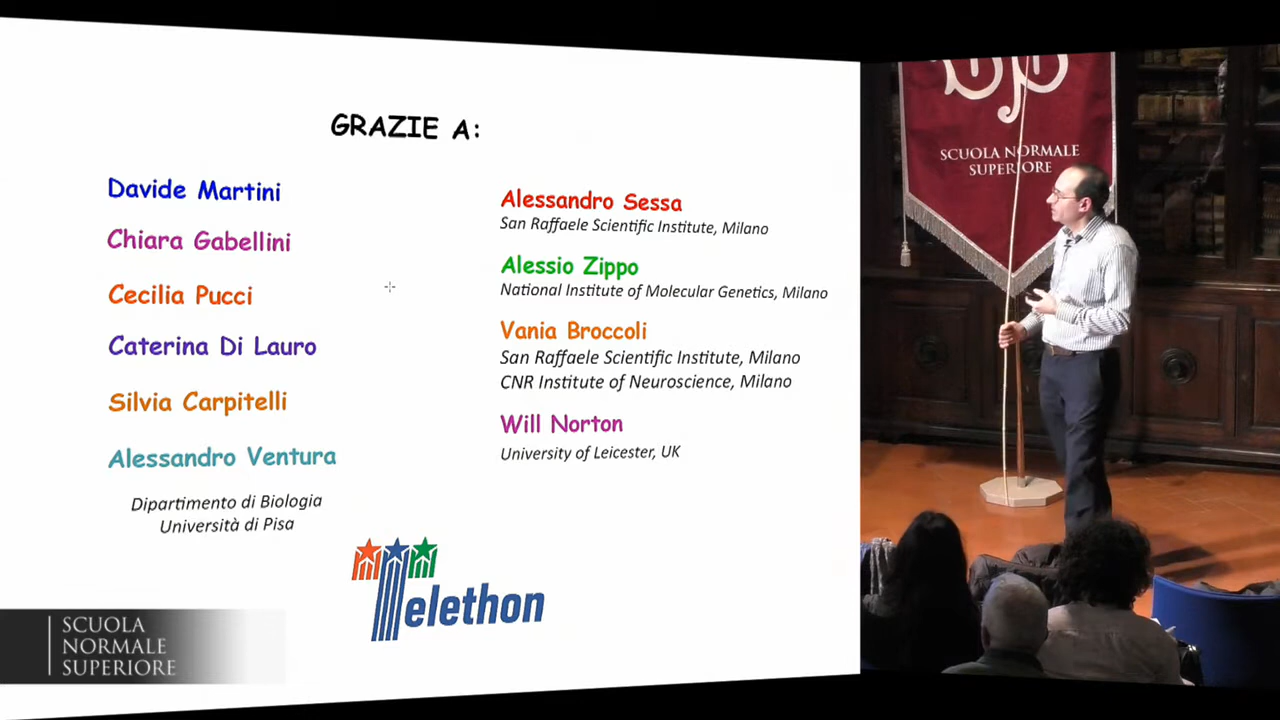 GRAZIE A:
Davide Martini
Chiara Gabellini
Cecilia Pucci
Caterina Di Lauro
Silvia Carpitelli
Alessandro Ventura
Dipartimento di Biologia
Università di Pisa
Alessandro Sessa
San Raffaele Scientific Institute, Milano
Alessio Zippo
National Institute of Molecular Genetics, Milano
Vania Broccoli
San Raffaele Scientific Institute, Milano
CNR Institute of Neuroscience, Milano
Will Norton
University of Leicester, UK
Telethon
SCUOLA
NORMALE
SUPERIORE
SCUOLA NORMALE
SUPERIORE